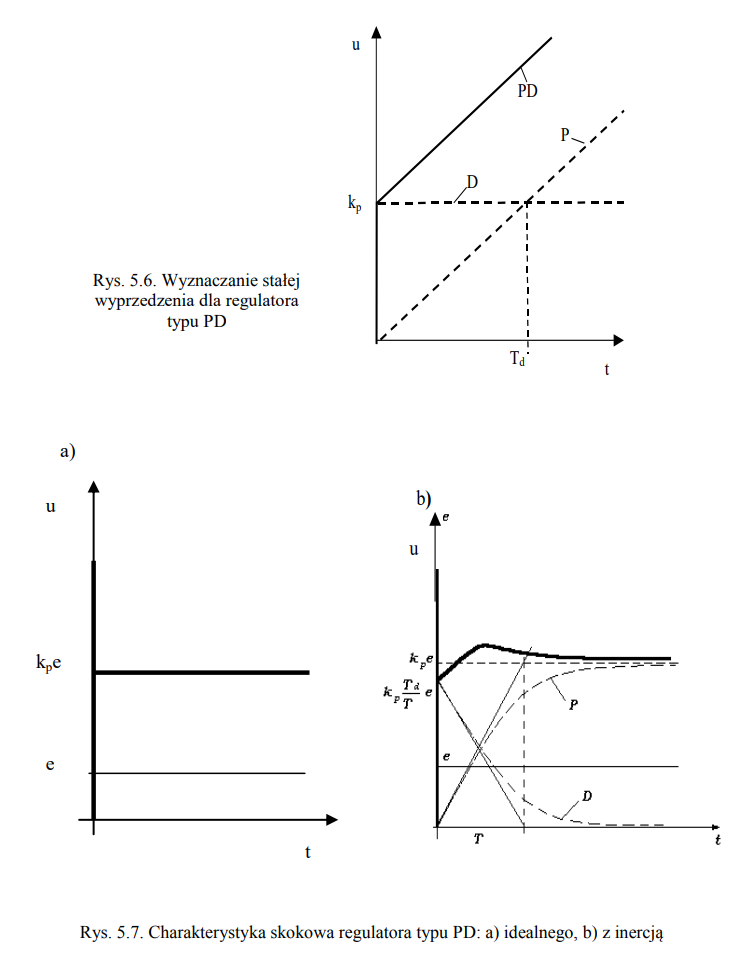 u
PD
P
D
kp
Rys. 5.6. Wyznaczanie stałej
wyprzedzenia dla regulatora
typu PD
Td
t
a)
u
kpe
e
t
b)
e
u
kpe
kp Td/T e
P
e
D
T
t
Rys. 5.7. Charakterystyka skokowa regulatora typu PD: a) idealnego, b) z inercją